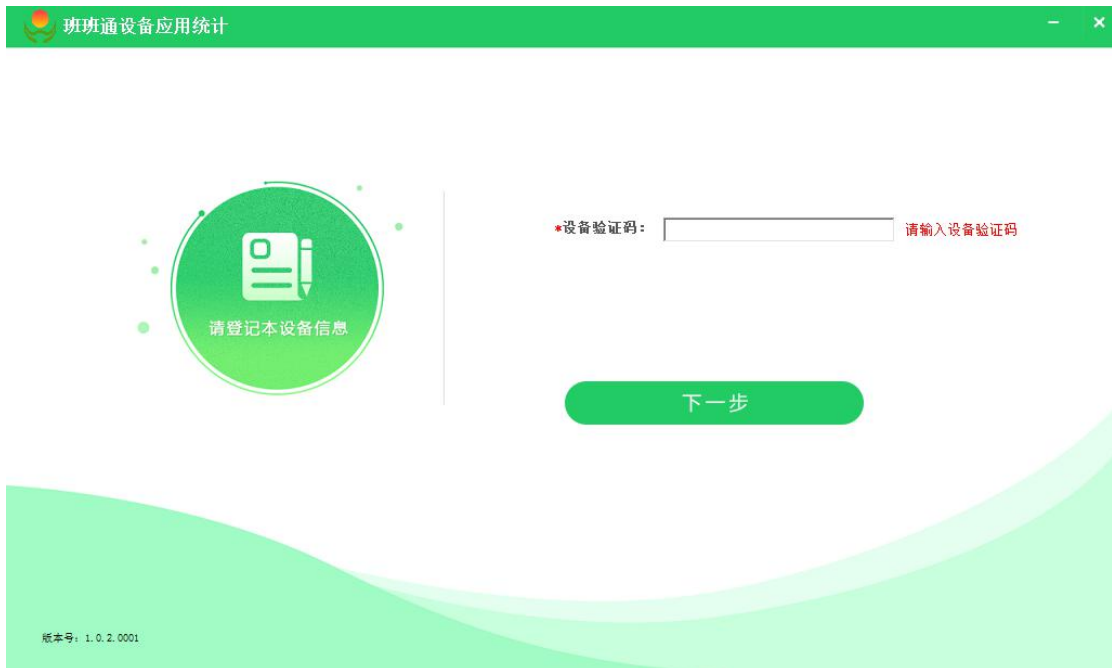 班班通设备应用统计
*设备验证码：
请输入设备验证码
请登记本设备信息
下一步
版本号：1.0.2.0001